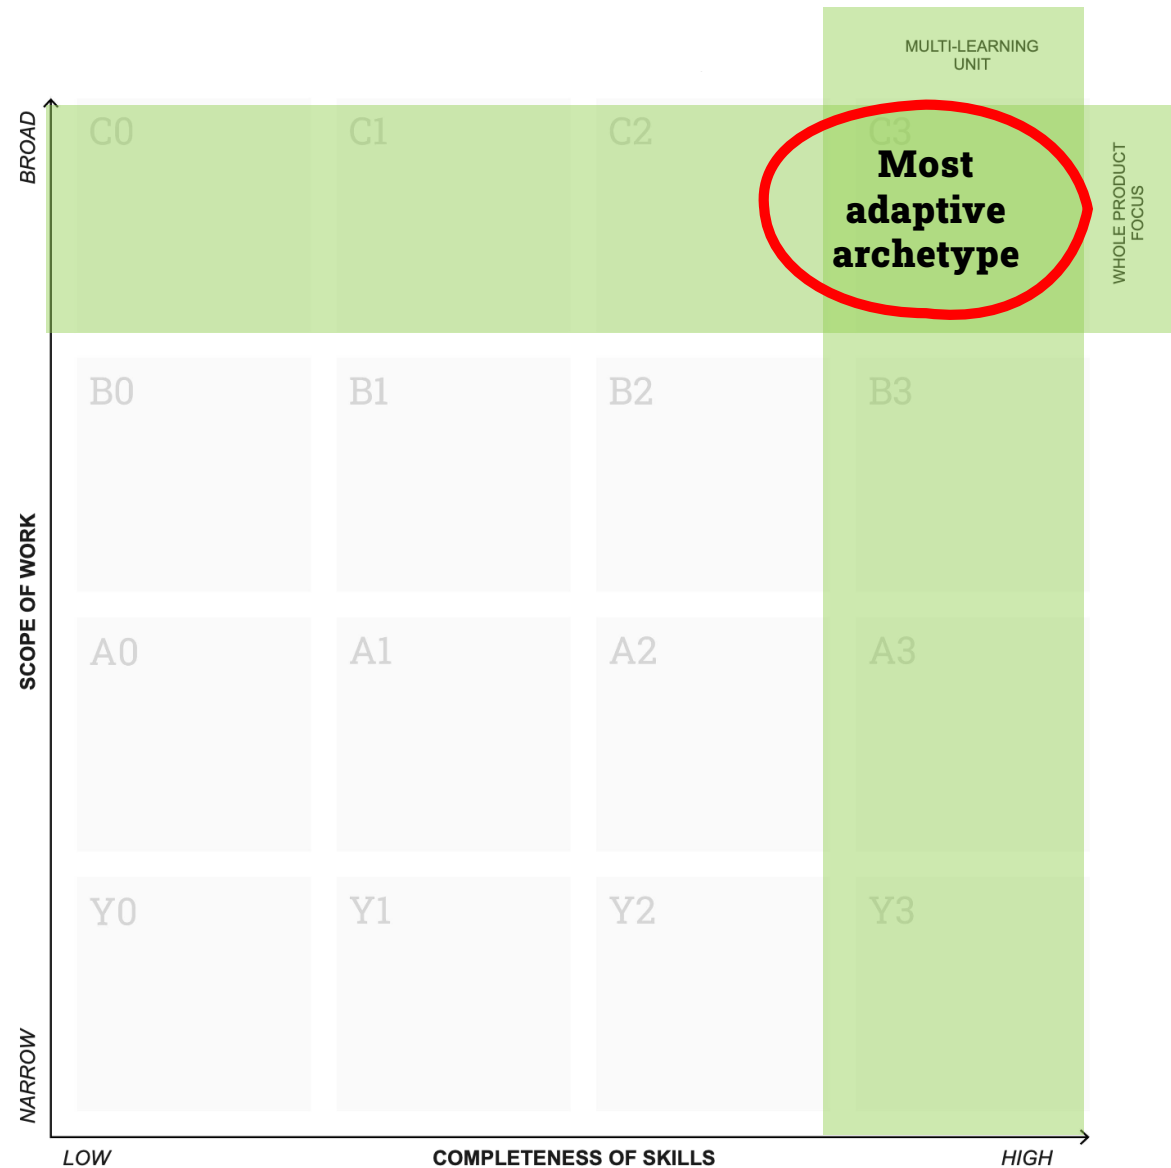 MULTI-LEARNING
UNIT
BROAD
C0
C1
C2
C3
Most
adaptive
archetype
WHOLE PRODUCT
FOCUS
B0
B1
B2
B3
SCOPE OF WORK
A0
A1
A2
A3
Y0
Y1
Y2
Y3
NARROW
LOW
COMPLETENESS OF SKILLS
HIGH